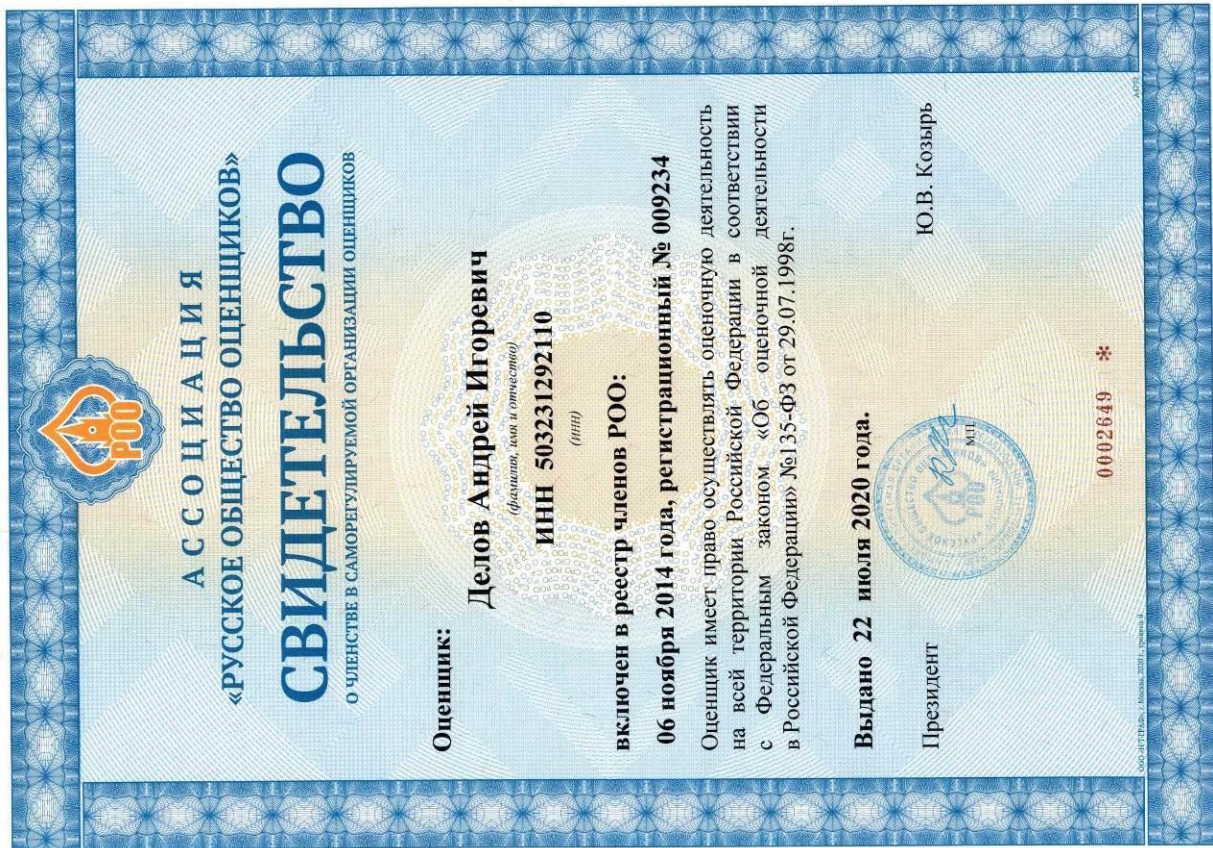 РОО
АССОЦИАЦИЯ
«РУССКОЕ ОБЩЕСТВО ОЦЕНЩИКОВ»
СВИДЕТЕЛЬСТВО
О ЧЛЕНСТВЕ В САМОРЕГУЛИРУЕМОЙ ОРГАНИЗАЦИИ ОЦЕНЩИКОВ
Оценщик:
Делов Андрей Игоревич
(фамилия, имя и отчество)
ИНН 503231292110
(инн)
включен в реестр членов РОО:
06 ноября 2014 года, регистрационный № 009234
Оценщик имеет право осуществлять оценочную деятельность
на всей территории Российской Федерации в соответствии
с Федеральным законом «Об оценочной деятельности
в Российской Федерации» №135-ФЗ от 29.07.1998г.
Выдано 22 июля 2020 года.
Президент
М.П.
Ю.В. Козырь
0002649 *